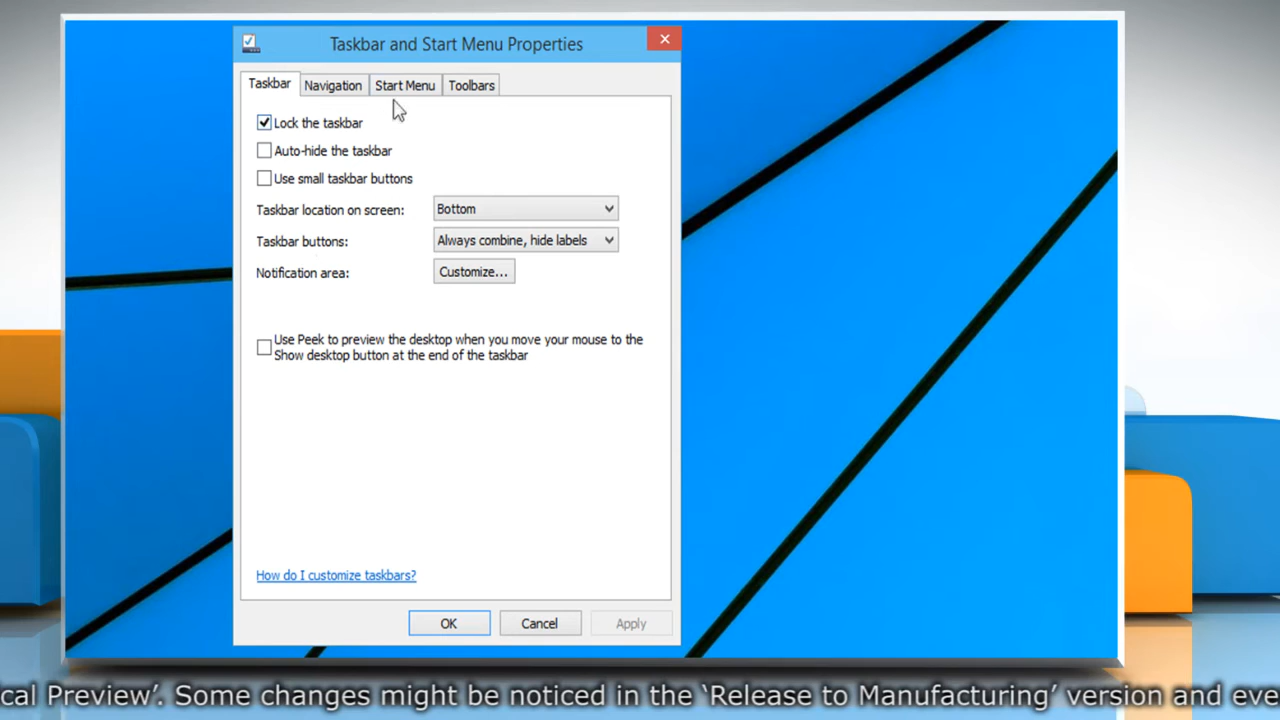 Taskbar and Start Menu Properties
Taskbar
Navigation
Start Menu
Toolbars
Lock the taskbar
Auto-hide the taskbar
Use small taskbar buttons
Taskbar location on screen:
Bottom
Taskbar buttons:
Always combine, hide labels
Notification area:
Customize...
Use Peek to preview the desktop when you move your mouse to the
Show desktop button at the end of the taskbar
How do I customize taskbars?
OK
Cancel
Apply
cal Preview’. Some changes might be noticed in the ‘Release to Manufacturing’ version and eve